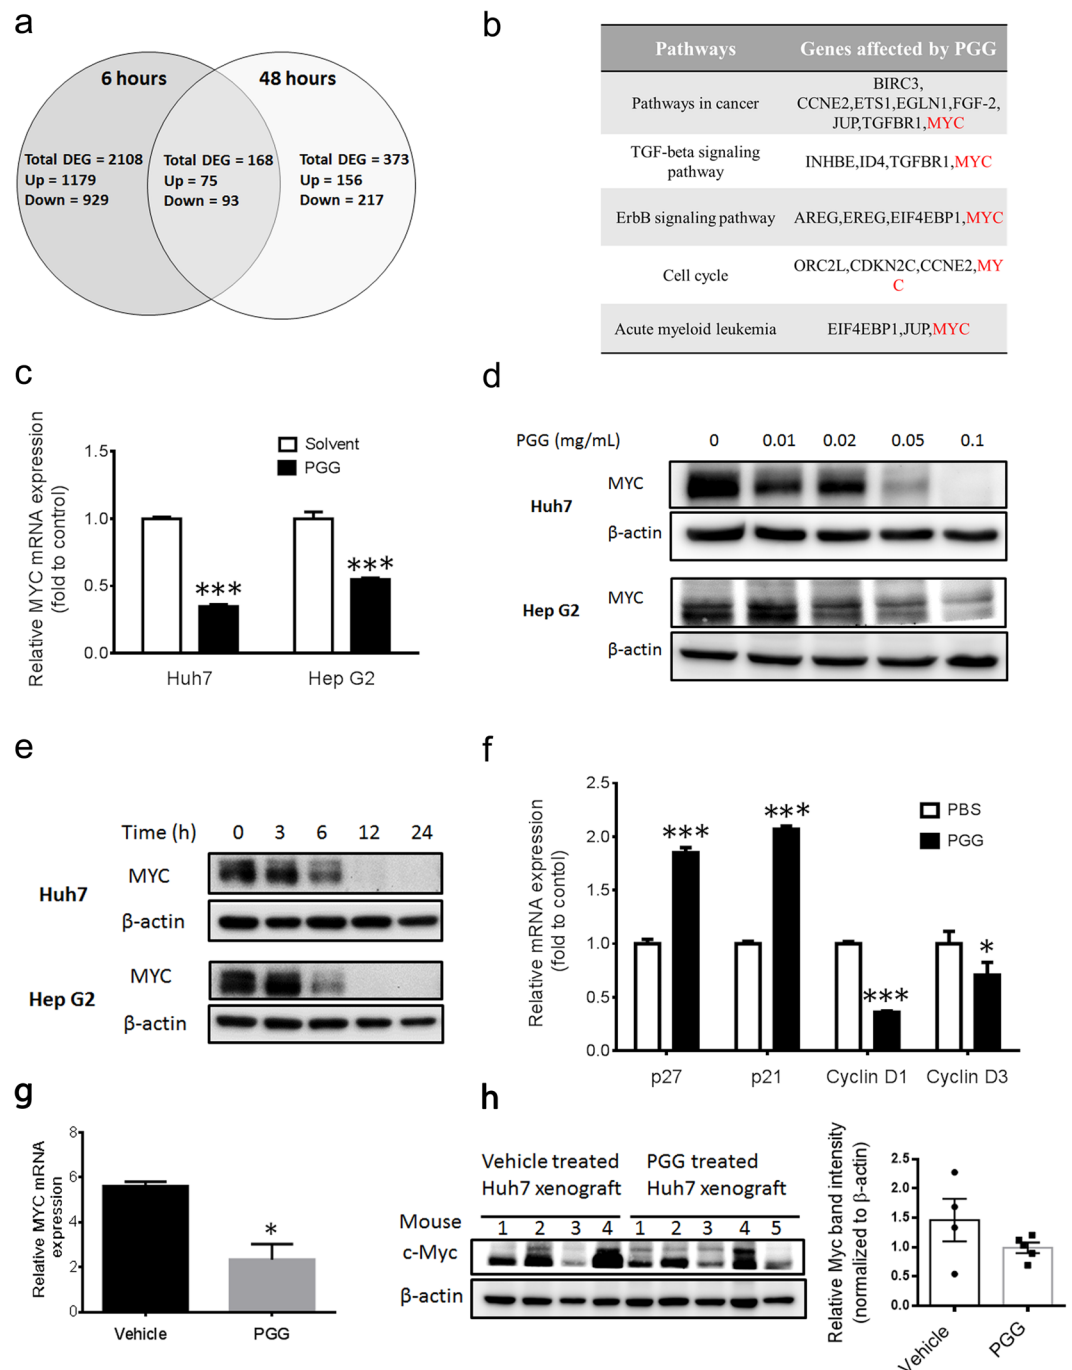 a
6 hours
48 hours
Total DEG = 2108
Up = 1179
Down = 929
Total DEG = 168
Up = 75
Down = 93
Total DEG = 373
Up = 156
Down = 217
b
Pathways
Genes affected by PGG
Pathways in cancer
BIRC3,
CCNE2,ETS1,EGLN1,FGF-2,
JUP,TGFBR1,MYC
TGF-beta signaling
pathway
INHBE,ID4,TGFBR1,MYC
ErbB signaling pathway
AREG,EREG,EIF4EBP1,MYC
Cell cycle
ORC2L,CDKN2C,CCNE2,MY
C
Acute myeloid leukemia
EIF4EBP1,JUP,MYC
c
Relative MYC mRNA expression
(fold to control)
1.5
1.0
0.5
0.0
Solvent
PGG
***
***
Huh7
Hep G2
d
PGG (mg/mL)
0
0.01
0.02
0.05
0.1
Huh7
MYC
β-actin
Hep G2
MYC
β-actin
e
Time (h)
0
3
6
12
24
Huh7
MYC
β-actin
Hep G2
MYC
β-actin
f
Relative mRNA expression
(fold to contol)
2.5
2.0
1.5
1.0
0.5
0.0
PBS
PGG
***
***
***
*
p27
p21
Cyclin D1
Cyclin D3
g
Relative MYC mRNA
expression
8
6
4
2
0
*
Vehicle
PGG
h
Vehicle treated
Huh7 xenograft
PGG treated
Huh7 xenograft
Mouse
1
2
3
4
1
2
3
4
5
c-Myc
β-actin
Relative Myc band intensity
(normalized to β-actin)
2.5
2.0
1.5
1.0
0.5
0.0
Vehicle
PGG